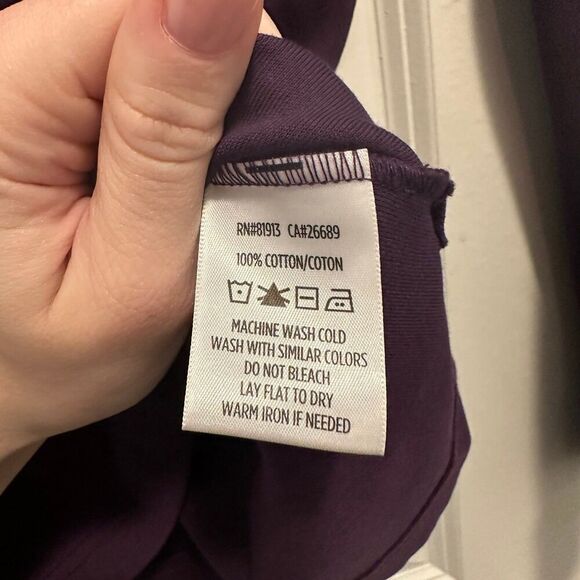 RN#81913 CA#26689
100% COTTON/COTON
MACHINE WASH COLD
WASH WITH SIMILAR COLORS
DO NOT BLEACH
LAY FLAT TO DRY
WARM IRON IF NEEDED